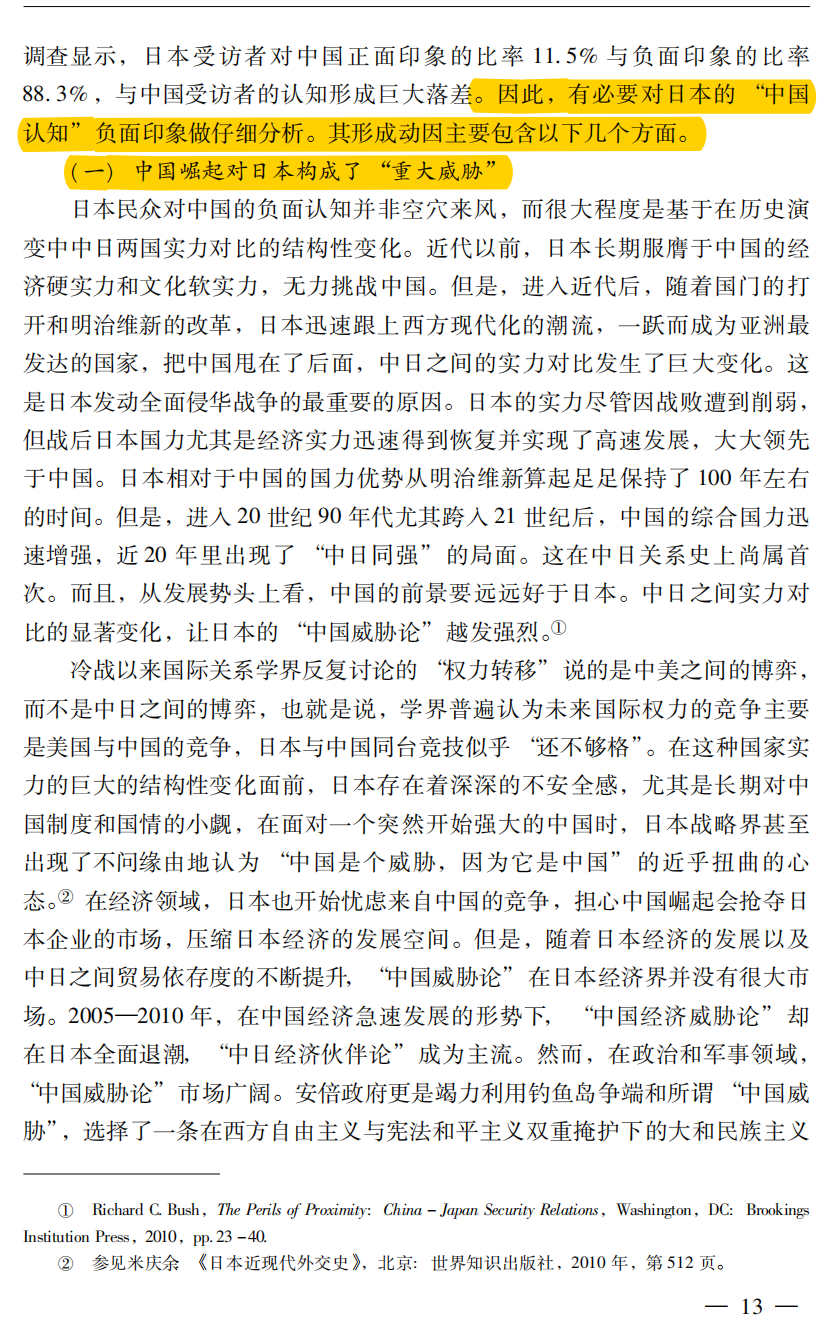 调查显示，日本受访者对中国正面印象的比率 11.5% 与负面印象的比率
88.3%，与中国受访者的认知形成巨大落差。因此，有必要对日本的“中国
认知”负面印象做仔细分析。其形成动因主要包含以下几个方面。
（一）中国崛起对日本构成了“重大威胁”
日本民众对中国的负面认知并非空穴来风，而很大程度是基于在历史演
变中中日两国实力对比的结构性变化。近代以前，日本长期服膺于中国的经
济硬实力和文化软实力，无力挑战中国。但是，进入近代后，随着国门的打
开和明治维新的改革，日本迅速跟上西方现代化的潮流，一跃而成为亚洲最
发达的国家，把中国甩在了后面，中日之间的实力对比发生了巨大变化。这
是日本发动全面侵华战争的最重要的原因。日本的实力尽管因战败遭到削弱，
但战后日本国力尤其是经济实力迅速得到恢复并实现了高速发展，大大领先
于中国。日本相对于中国的国力优势从明治维新算起足足保持了 100 年左右
的时间。但是，进入 20 世纪 90 年代尤其跨入 21 世纪后，中国的综合国力迅
速增强，近 20 年里出现了“中日同强”的局面。这在中日关系史上尚属首
次。而且，从发展势头上看，中国的前景要远远好于日本。中日之间实力对
比的显著变化，让日本的“中国威胁论”越发强烈。①
冷战以来国际关系学界反复讨论的“权力转移”说的是中美之间的博弈，
而不是中日之间的博弈，也就是说，学界普遍认为未来国际权力的竞争主要
是美国与中国的竞争，日本与中国同台竞技似乎“还不够格”。在这种国家实
力的巨大的结构性变化面前，日本存在着深深的不安全感，尤其是长期对中
国制度和国情的小觑，在面对一个突然开始强大的中国时，日本战略界甚至
出现了不问缘由地认为“中国是个威胁，因为它是中国”的近乎扭曲的心
态。② 在经济领域，日本也开始忧虑来自中国的竞争，担心中国崛起会抢夺日
本企业的市场，压缩日本经济的发展空间。但是，随着日本经济的发展以及
中日之间贸易依存度的不断提升，“中国威胁论”在日本经济界并没有很大市
场。2005—2010 年，在中国经济急速发展的形势下，“中国经济威胁论”却
在日本全面退潮，“中日经济伙伴论”成为主流。然而，在政治和军事领域，
“中国威胁论”市场广阔。安倍政府更是竭力利用钓鱼岛争端和所谓“中国威
胁”，选择了一条在西方自由主义与宪法和平主义双重掩护下的大和民族主义
① Richard C. Bush, The Perils of Proximity: China – Japan Security Relations, Washington, DC: Brookings
Institution Press, 2010, pp. 23 – 40.
② 参见米庆余 《日本近现代外交史》，北京：世界知识出版社，2010 年，第 512 页。
— 13 —